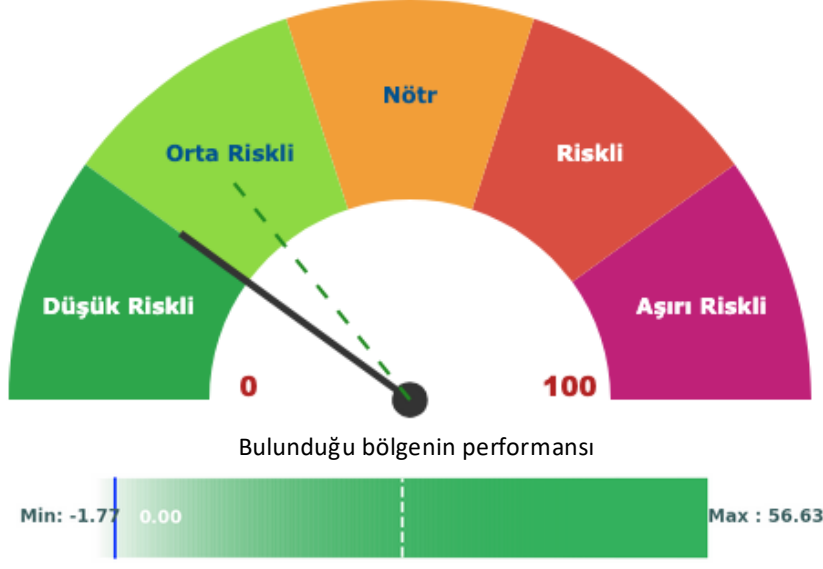 Nötr
Orta Riskli
Riskli
Düşük Riskli
Aşırı Riskli
0
100
Bulunduğu bölgenin performansı
Min: -1.77
0.00
Max : 56.63